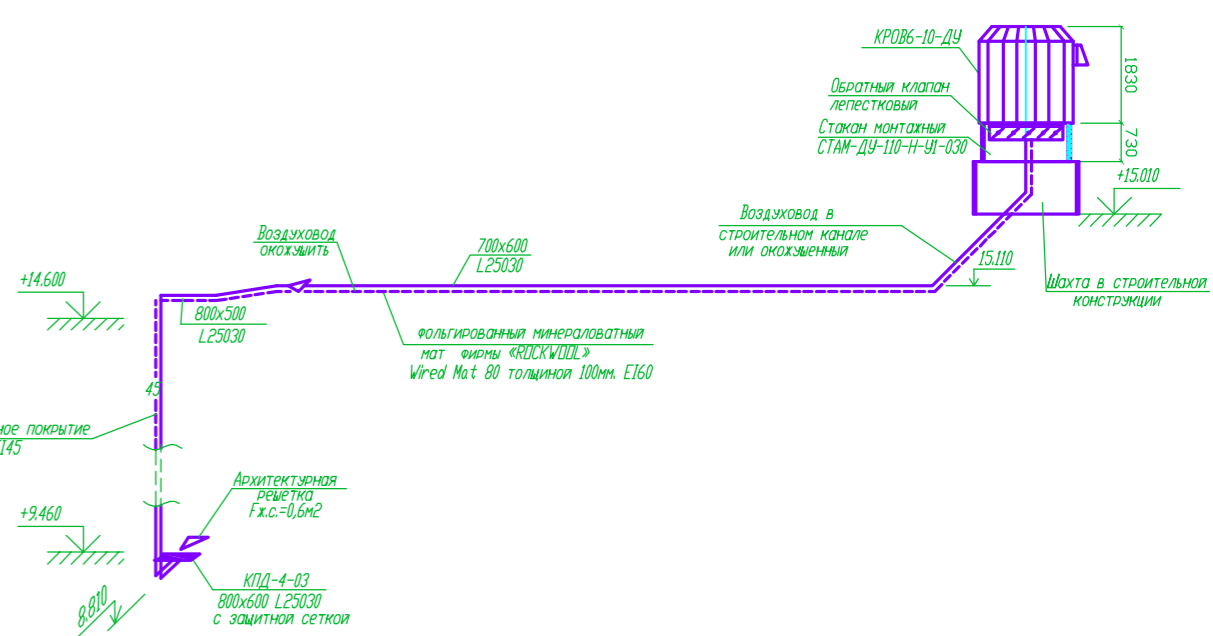 КРОВ6-10-ДУ
1830
Обратный клапан
лепестковый
Стакан монтажный
СТАМ-ДУ-110-Н-У1-030
730
+15.010
Воздуховод в
строительном канале
или окожушенный
15.110
Шахта в строительной
конструкции
Воздуховод
окожушить
700х600
L25030
+14.600
800х500
L25030
фольгированный минераловатный
мат фирмы «ROCKWOOL»
Wired Mat 80 толщиной 100мм. EI60
45
ное покрытие
I45
Архитектурная
решетка
Fж.с.=0,6м2
+9.460
КПД-4-03
800х600 L25030
с защитной сеткой
8.810